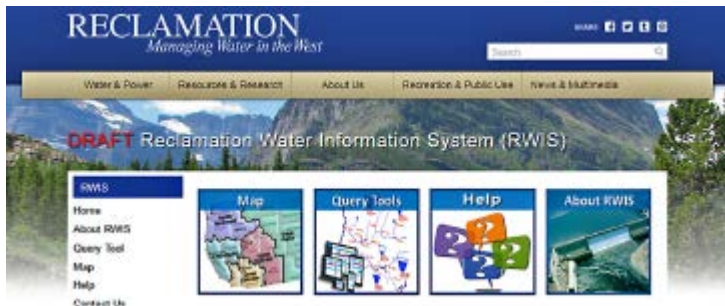 RECLAMATION
Managing Water in the West
SHARE
Search
Water & Power Resources & Research About Us Recreation & Public Use News & Multimedia
DRAFT Reclamation Water Information System (RWIS)
RWIS
Home
About RWIS
Query Tool
Map
Help
Contact Us
Map Query Tools Help About RWIS
? ? ? ?